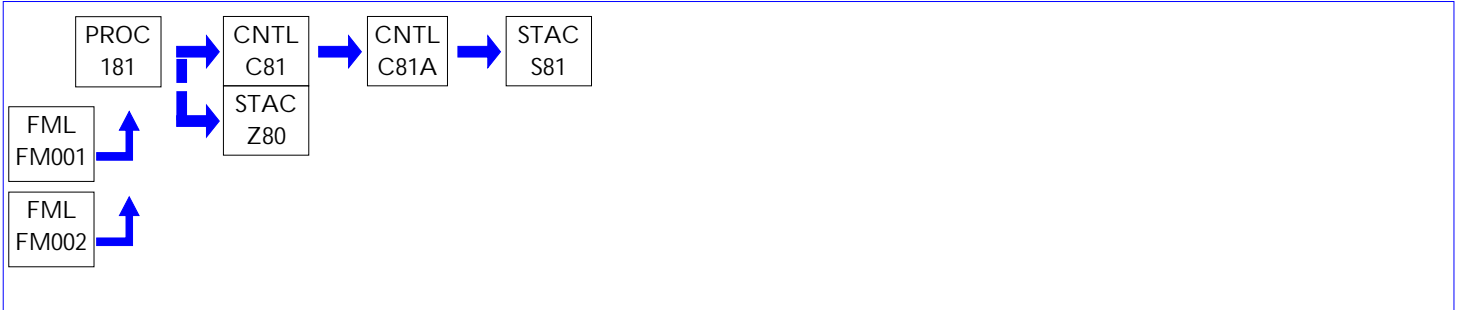 PROC
181
CNTL
C81
CNTL
C81A
STAC
S81
STAC
Z80
FML
FM001
FML
FM002